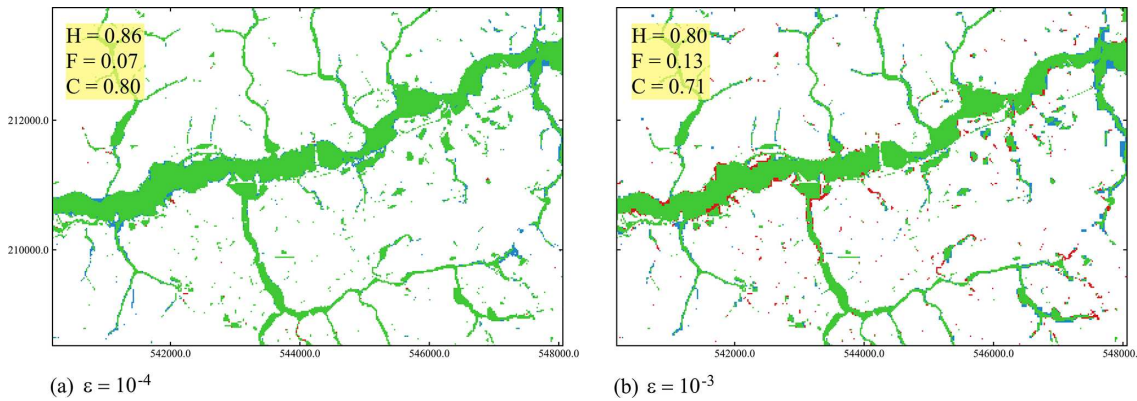 H = 0.86
F = 0.07
C = 0.80
212000.0
210000.0
542000.0 544000.0 546000.0 548000.0
(a) ε = 10⁻⁴
H = 0.80
F = 0.13
C = 0.71
542000.0 544000.0 546000.0 548000.
(b) ε = 10⁻³